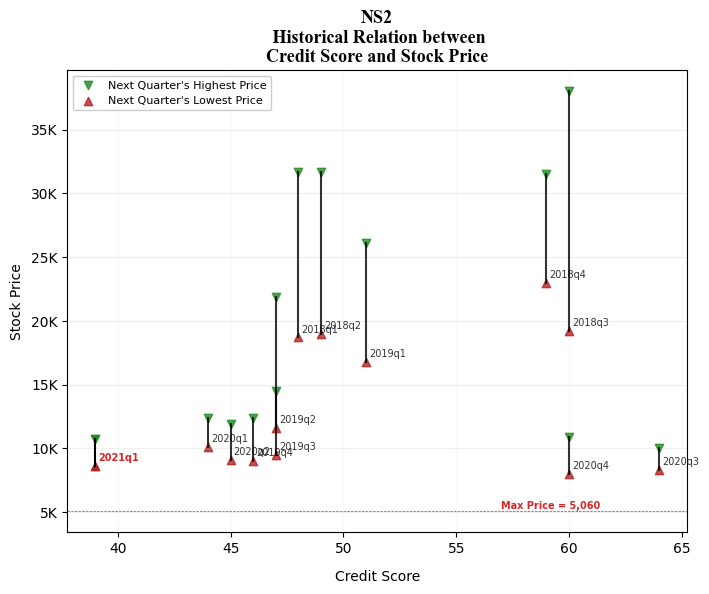 NS2
Historical Relation between
Credit Score and Stock Price
Next Quarter's Highest Price
Next Quarter's Lowest Price
35K
30K
25K
20K
15K
10K
5K
Stock Price
2018q4
2018q3
2018q2
2018q1
2019q1
2019q2
2019q3
2019q4
2020q1
2020q2
2021q1
2020q4
2020q3
Max Price = 5,060
40
45
50
55
60
65
Credit Score